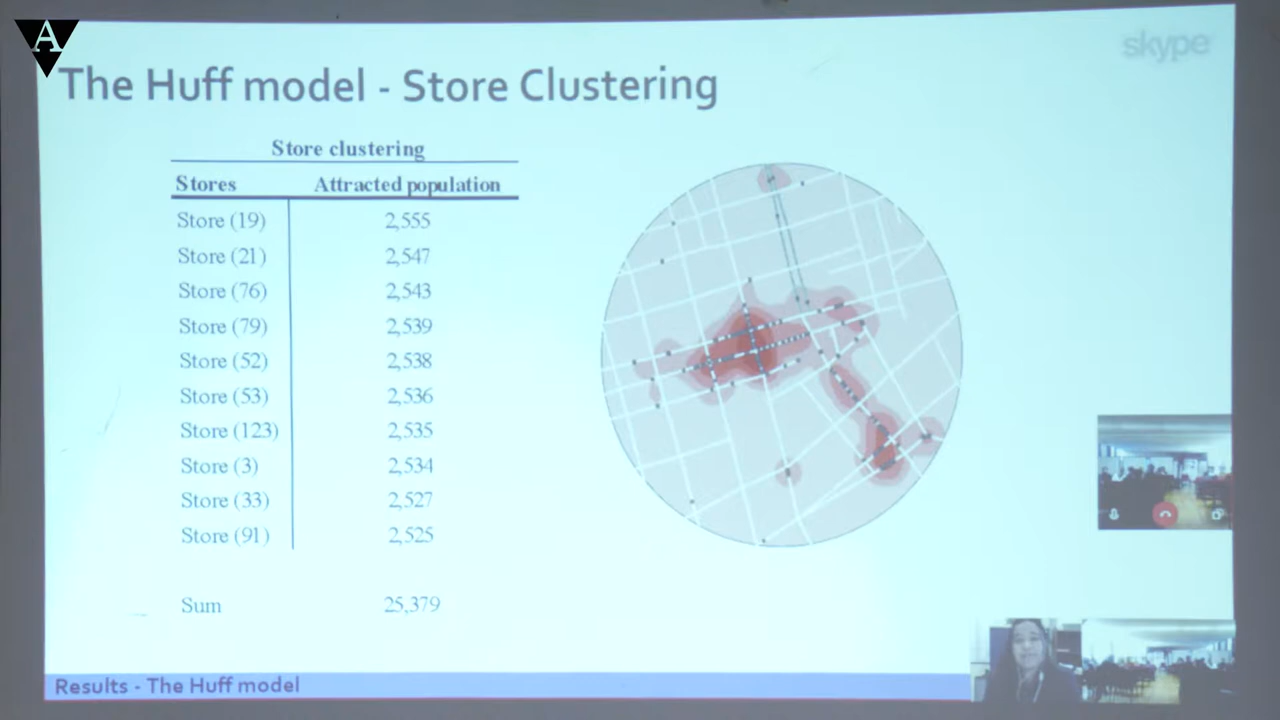 A
skype
The Huff model - Store Clustering
Store clustering
Stores Attracted population
Store (19) 2,555
Store (21) 2,547
Store (76) 2,543
Store (79) 2,539
Store (52) 2,538
Store (53) 2,536
Store (123) 2,535
Store (3) 2,534
Store (33) 2,527
Store (91) 2,525
Sum 25,379
Results - The Huff model